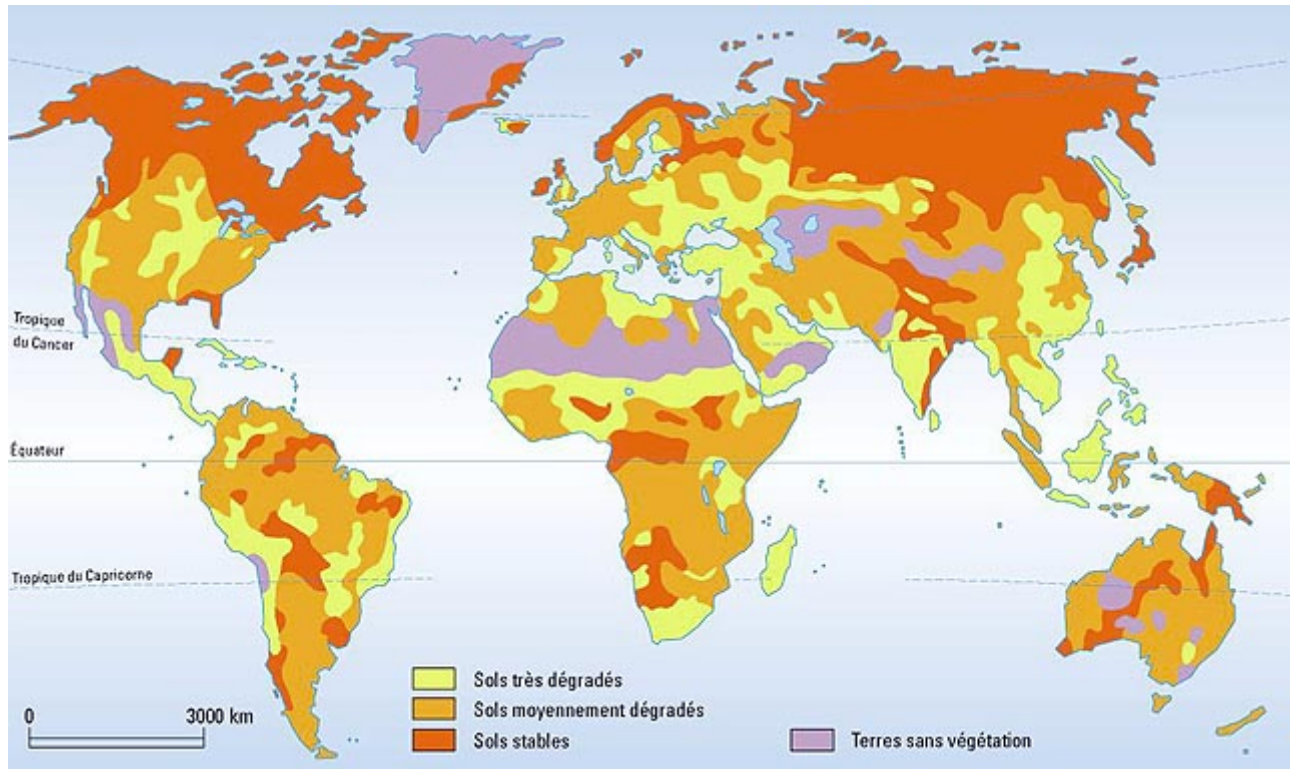 Tropique
du Cancer
Équateur
Tropique du Capricorne
0 3000 km
Sols très dégradés
Sols moyennement dégradés
Sols stables
Terres sans végétation